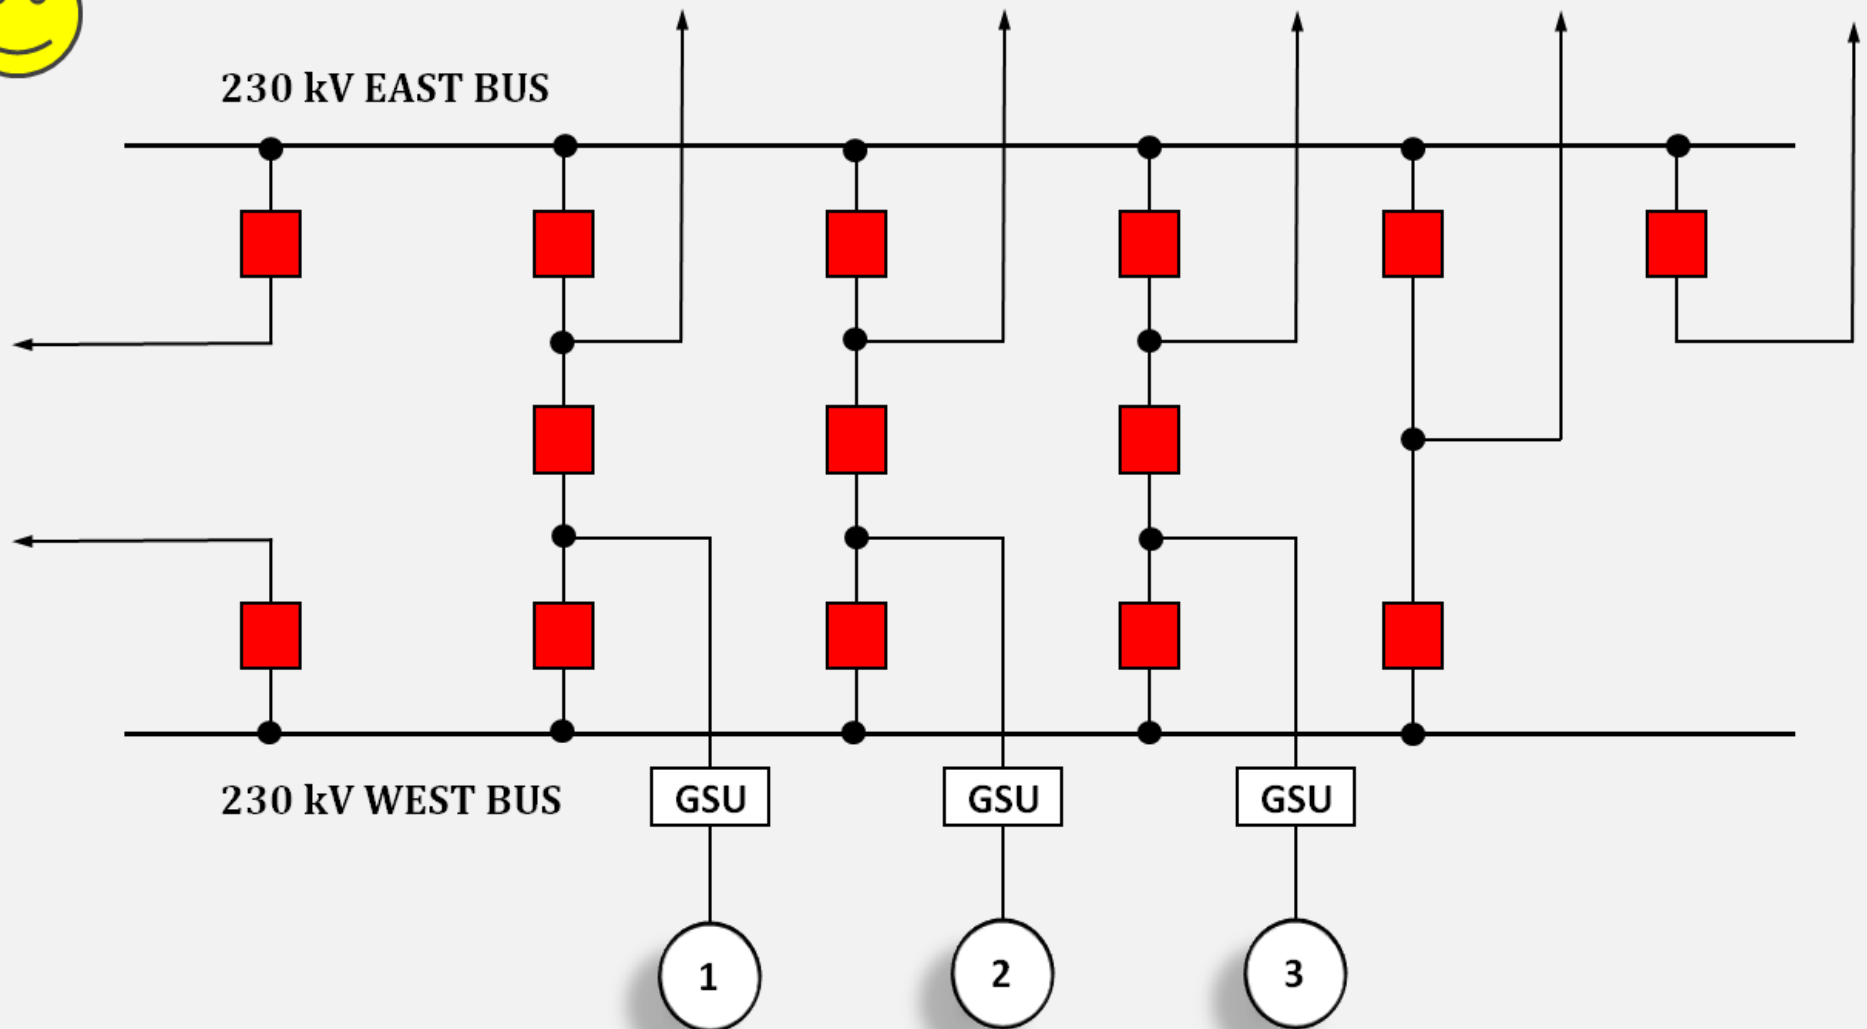 230 kV EAST BUS
230 kV WEST BUS
GSU GSU GSU
1 2 3